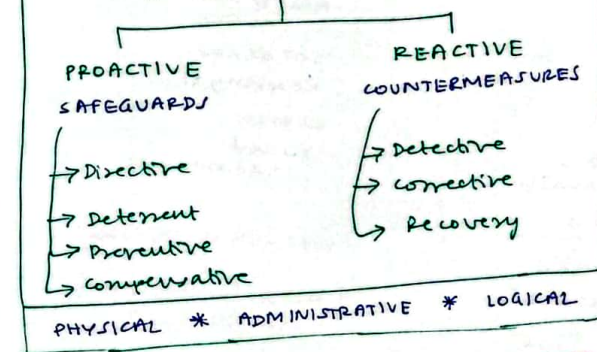 PROACTIVE
SAFEGUARDS
Directive
Deterrent
Preventive
Compensative
REACTIVE
COUNTERMEASURES
Detective
Corrective
Recovery
PHYSICAL * ADMINISTRATIVE * LOGICAL